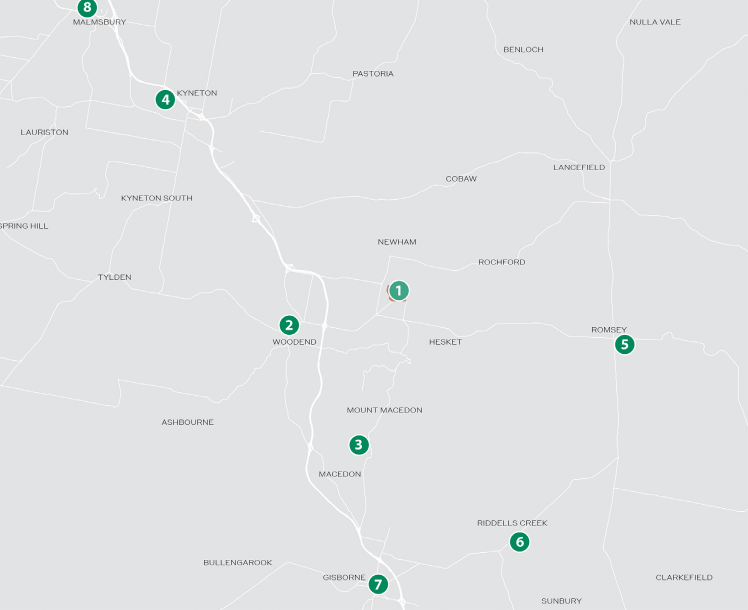 8
MALMSBURY
NULLA VALE
BENLOCH
PASTORIA
4
KYNETON
LAURISTON
LANCEFIELD
COBAW
KYNETON SOUTH
SPRING HILL
NEWHAM
ROCHFORD
TYLDEN
1
2
WOODEND
ROMSEY
5
HESKET
MOUNT MACEDON
ASHBOURNE
3
MACEDON
RIDDELLS CREEK
6
BULLENGAROOK
GISBORNE
7
CLARKEFIELD
SUNBURY